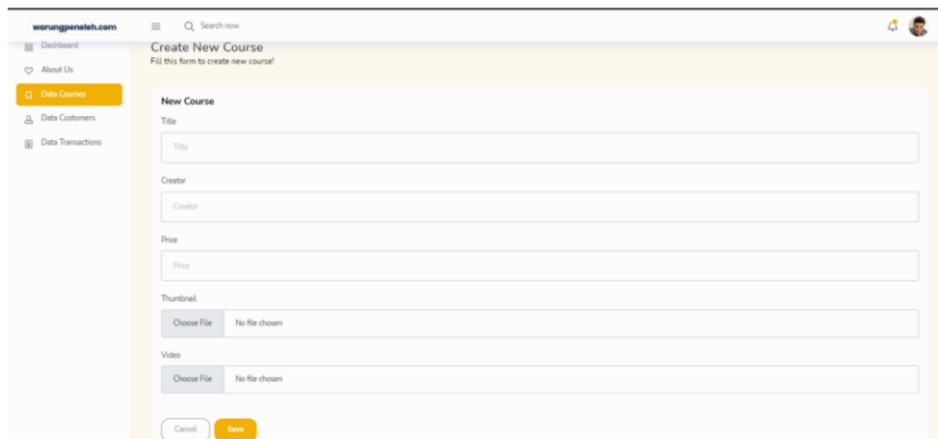 warungpeneleh.com
Search now
Dashboard
About Us
Data Courses
Data Customers
Data Transactions
Create New Course
Fill this form to create new course!
New Course
Title
Title
Creator
Creator
Price
Price
Thumbnail
Choose File No file chosen
Video
Choose File No file chosen
Cancel Save